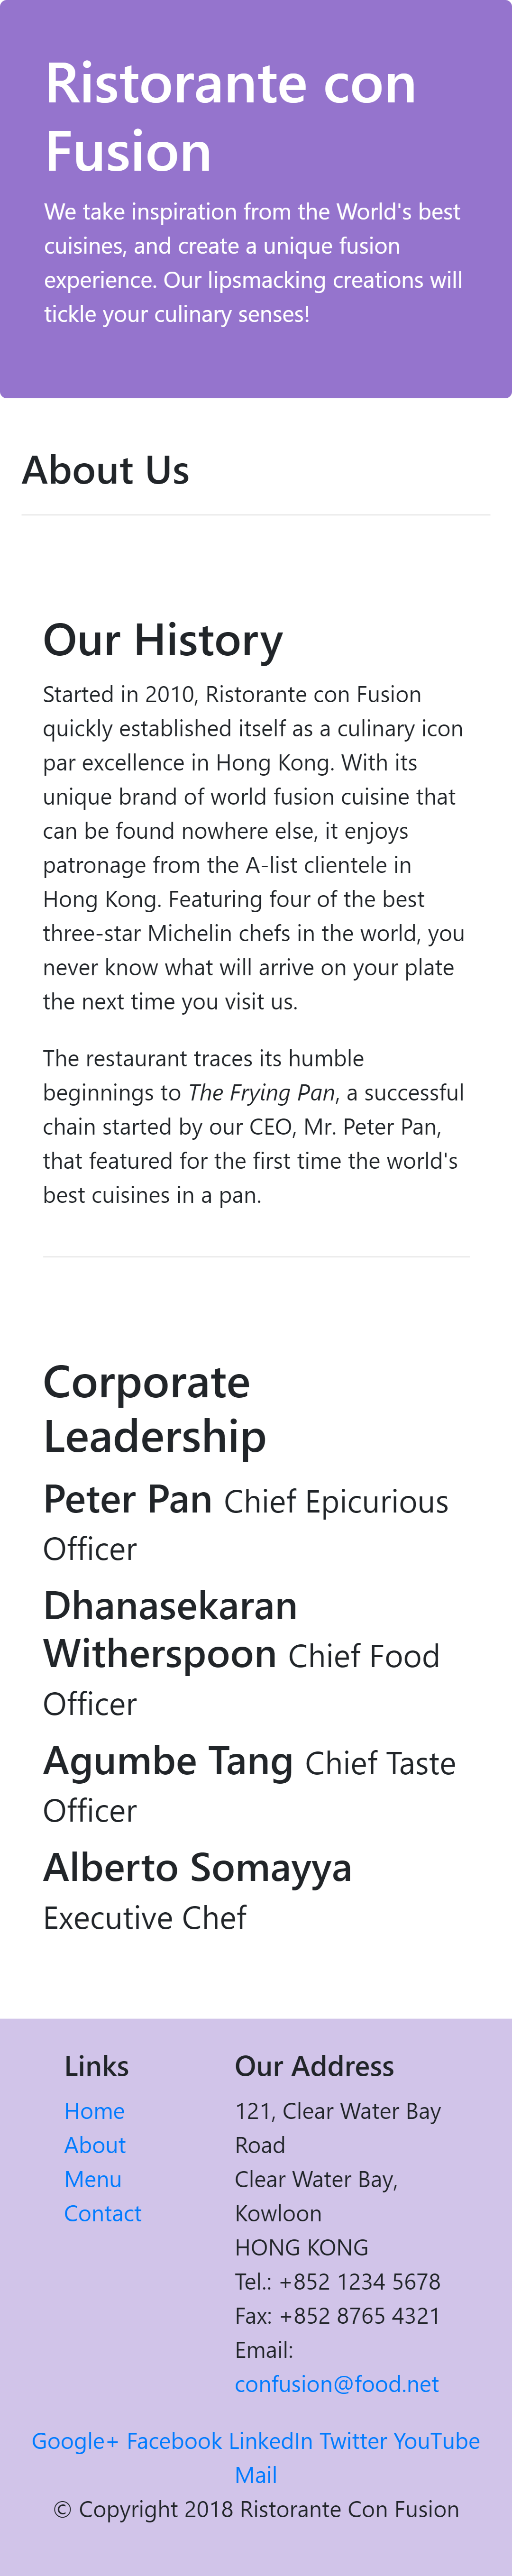 Ristorante con
Fusion
We take inspiration from the World's best
cuisines, and create a unique fusion
experience. Our lipsmacking creations will
tickle your culinary senses!
About Us
Our History
Started in 2010, Ristorante con Fusion
quickly established itself as a culinary icon
par excellence in Hong Kong. With its
unique brand of world fusion cuisine that
can be found nowhere else, it enjoys
patronage from the A-list clientele in
Hong Kong. Featuring four of the best
three-star Michelin chefs in the world, you
never know what will arrive on your plate
the next time you visit us.
The restaurant traces its humble
beginnings to The Frying Pan, a successful
chain started by our CEO, Mr. Peter Pan,
that featured for the first time the world's
best cuisines in a pan.
Corporate
Leadership
Peter Pan Chief Epicurious
Officer
Dhanasekaran
Witherspoon Chief Food
Officer
Agumbe Tang Chief Taste
Officer
Alberto Somayya
Executive Chef
Links
Home
About
Menu
Contact
Our Address
121, Clear Water Bay
Road
Clear Water Bay,
Kowloon
HONG KONG
Tel.: +852 1234 5678
Fax: +852 8765 4321
Email:
confusion@food.net
Google+ Facebook LinkedIn Twitter YouTube
Mail
© Copyright 2018 Ristorante Con Fusion